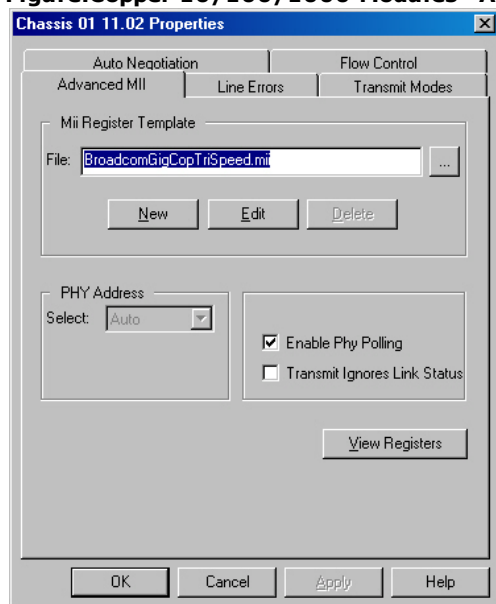 Chassis 01 11.02 Properties
Auto Negotiation
Flow Control
Advanced MII
Line Errors
Transmit Modes
Mii Register Template
File: BroadcomGigCopTriSpeed.mii ...
New
Edit
Delete
PHY Address
Select: Auto
Enable Phy Polling
Transmit Ignores Link Status
View Registers
OK
Cancel
Apply
Help